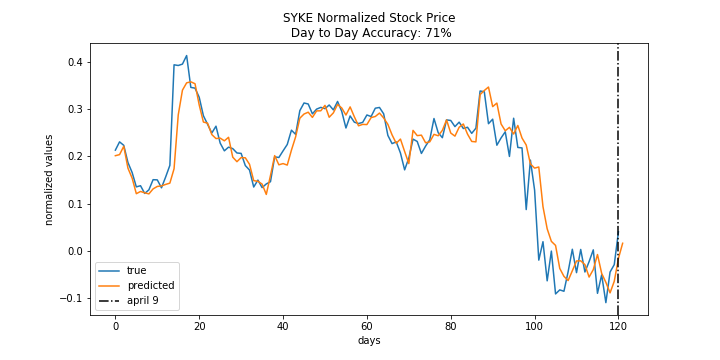 SYKE Normalized Stock Price
Day to Day Accuracy: 71%
normalized values
0.4
0.3
0.2
0.1
0.0
−0.1
true
predicted
april 9
0 20 40 60 80 100 120
days